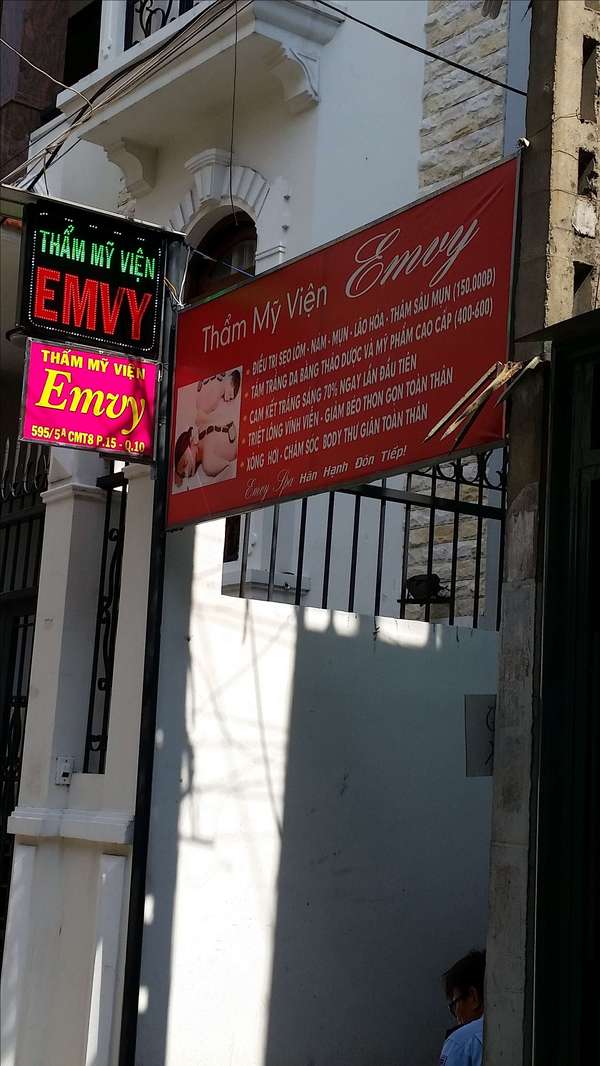 THẨM MỸ VIỆN
EMVY
THẨM MỸ VIỆN
Emvy
595/5A CMT8 P.15 - Q.10
Thẩm Mỹ Viện Emvy
• ĐIỀU TRỊ SEO LÕM - NÁM - MỤN - LÃO HÓA - THÂM SÂU MỤN (150.000Đ)
• TẮM TRẮNG DA BẰNG THẢO DƯỢC VÀ MỸ PHẨM CAO CẤP (400-600)
• CAM KẾT TRẮNG SÁNG 70% NGAY LẦN ĐẦU TIÊN
• TRIỆT LÔNG VĨNH VIỄN - GIẢM BÉO THON GỌN TOÀN THÂN
• XÔNG HƠI - CHĂM SÓC BODY THƯ GIÃN TOÀN THÂN
Emvy Spa Hân Hạnh Đón Tiếp!